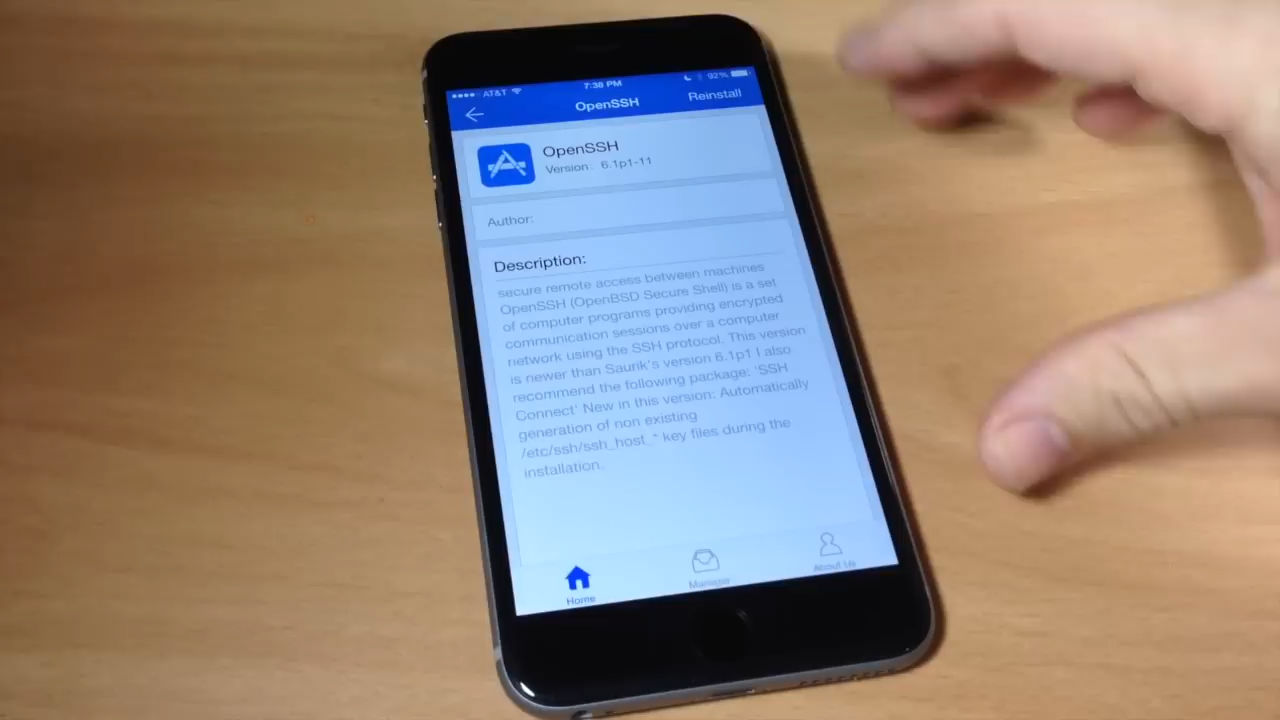 AT&T 7:38 PM 92%
OpenSSH Reinstall
OpenSSH
Version: 6.1p1-11
Author:
Description:
secure remote access between machines
OpenSSH (OpenBSD Secure Shell) is a set
of computer programs providing encrypted
communication sessions over a computer
network using the SSH protocol. This version
is newer than Saurik's version 6.1p1 I also
recommend the following package: 'SSH
Connect' New in this version: Automatically
generation of non existing
/etc/ssh/ssh_host_* key files during the
installation.
Home Manager About Us